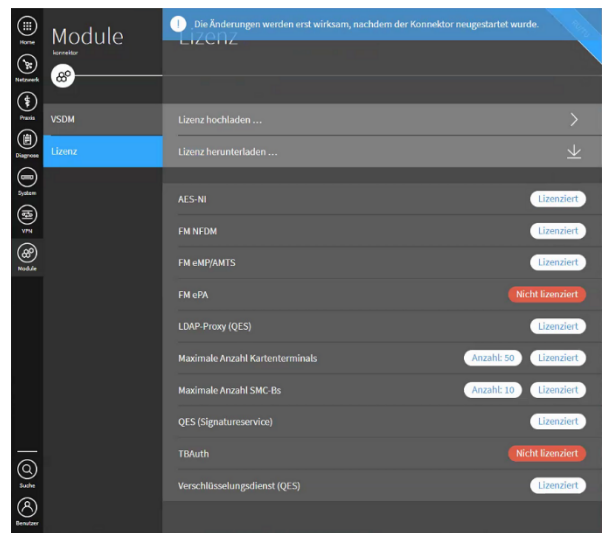 Home
Netzwerk
Praxis
Diagnose
System
VPN
Module
Suche
Benutzer
Module
konnektor
VSDM
Lizenz
Die Änderungen werden erst wirksam, nachdem der Konnektor neugestartet wurde.
Lizenz
Lizenz hochladen ...
Lizenz herunterladen ...
AES-NI Lizenziert
FM NFDM Lizenziert
FM eMP/AMTS Lizenziert
FM ePA Nicht lizenziert
LDAP-Proxy (QES) Lizenziert
Maximale Anzahl Kartenterminals Anzahl: 50 Lizenziert
Maximale Anzahl SMC-Bs Anzahl: 10 Lizenziert
QES (Signatureservice) Lizenziert
TBAuth Nicht lizenziert
Verschlüsselungsdienst (QES) Lizenziert